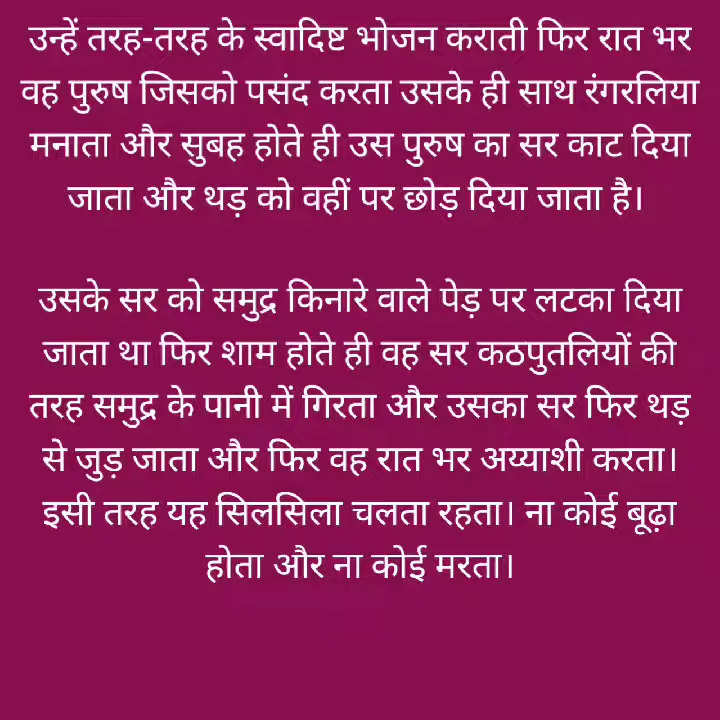 उन्हें तरह-तरह के स्वादिष्ट भोजन कराती फिर रात भर
वह पुरुष जिसको पसंद करता उसके ही साथ रंगरलिया
मनाता और सुबह होते ही उस पुरुष का सर काट दिया
जाता और थड़ को वहीं पर छोड़ दिया जाता है।
उसके सर को समुद्र किनारे वाले पेड़ पर लटका दिया
जाता था फिर शाम होते ही वह सर कठपुतलियों की
तरह समुद्र के पानी में गिरता और उसका सर फिर थड़
से जुड़ जाता और फिर वह रात भर अय्याशी करता।
इसी तरह यह सिलसिला चलता रहता। ना कोई बूढ़ा
होता और ना कोई मरता।